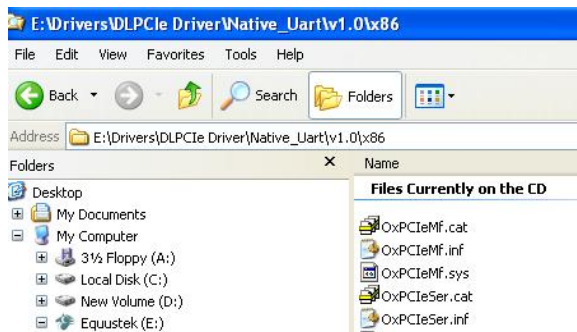 E:\Drivers\DLPCIe Driver\Native_Uart\v1.0\x86
File Edit View Favorites Tools Help
Back Search Folders
Address E:\Drivers\DLPCIe Driver\Native_Uart\v1.0\x86
Folders × Name
Desktop
Files Currently on the CD
My Documents
My Computer
3½ Floppy (A:)
Local Disk (C:)
New Volume (D:)
Equustek (E:)
OxPCIeMf.cat
OxPCIeMf.inf
OxPCIeMf.sys
OxPCIeSer.cat
OxPCIeSer.inf